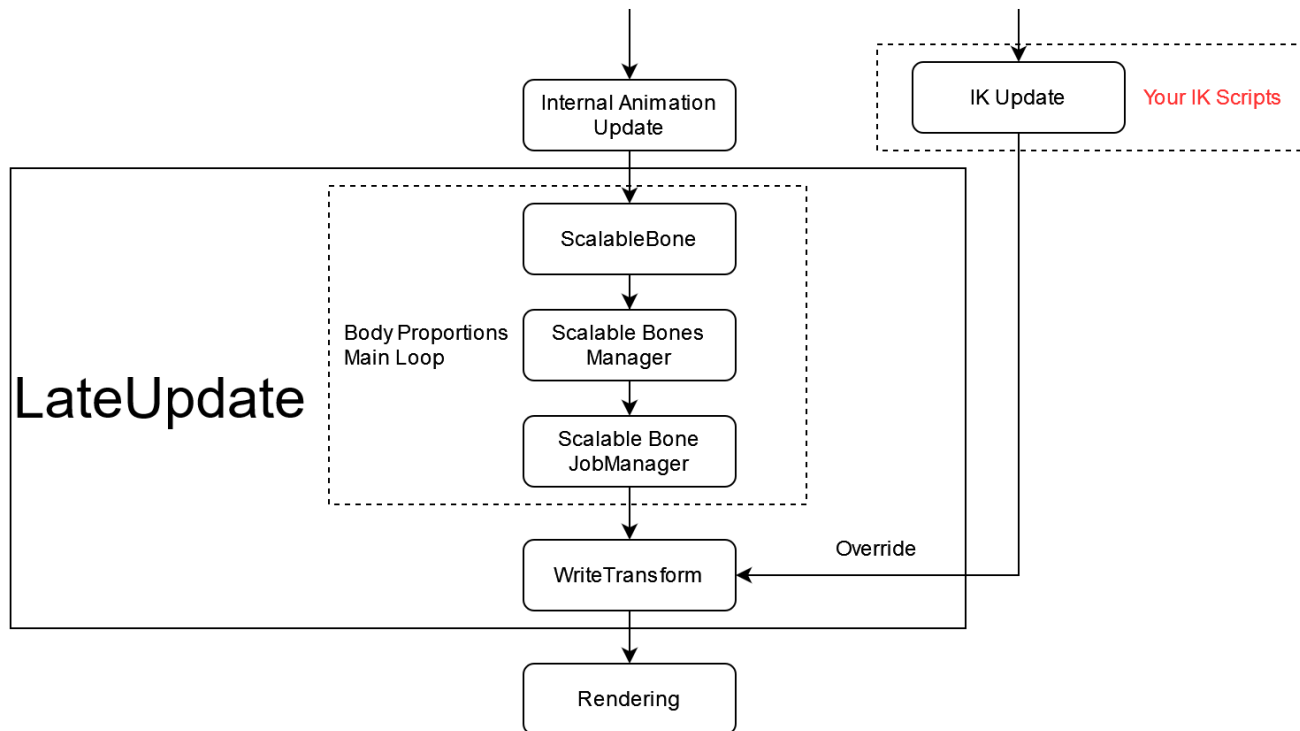 Internal Animation
Update
IK Update
Your IK Scripts
ScalableBone
Body Proportions
Main Loop
Scalable Bones
Manager
LateUpdate
Scalable Bone
JobManager
Override
WriteTransform
Rendering